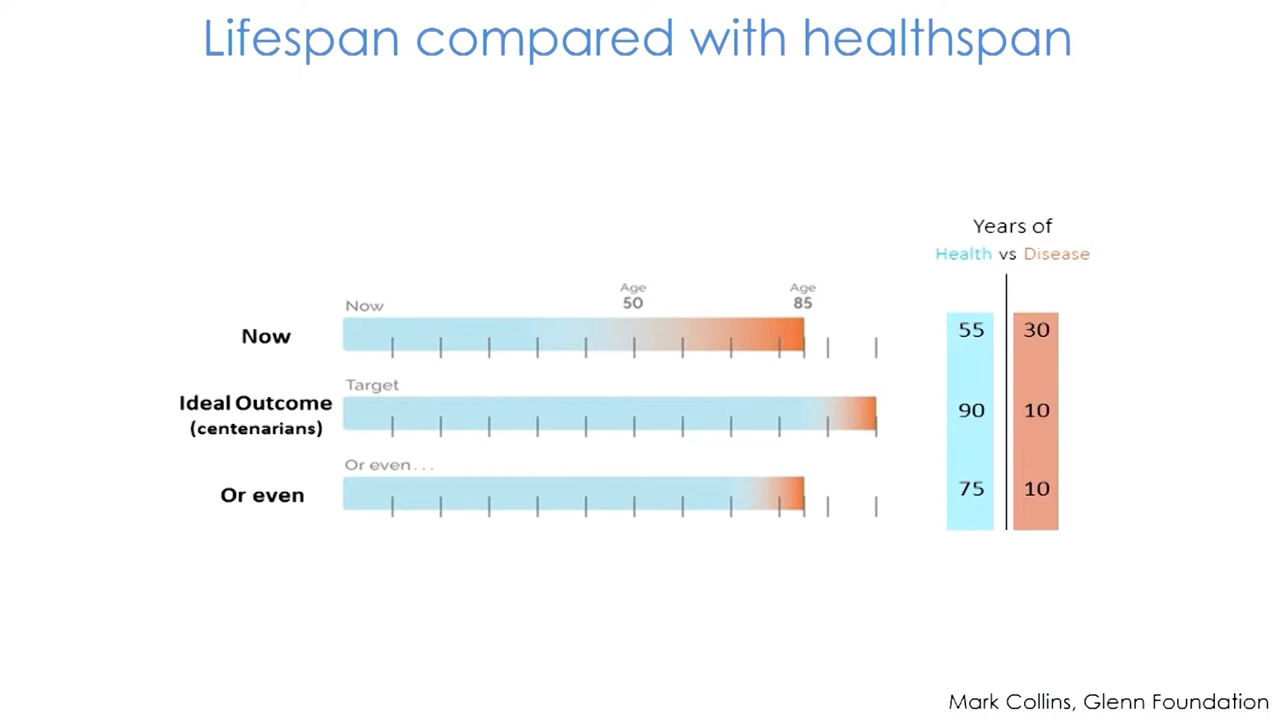 Lifespan compared with healthspan
Years of
Health vs Disease
Age
50
Age
85
Now
Now
55
30
Target
Ideal Outcome
(centenarians)
90
10
Or even...
Or even
75
10
Mark Collins, Glenn Foundation